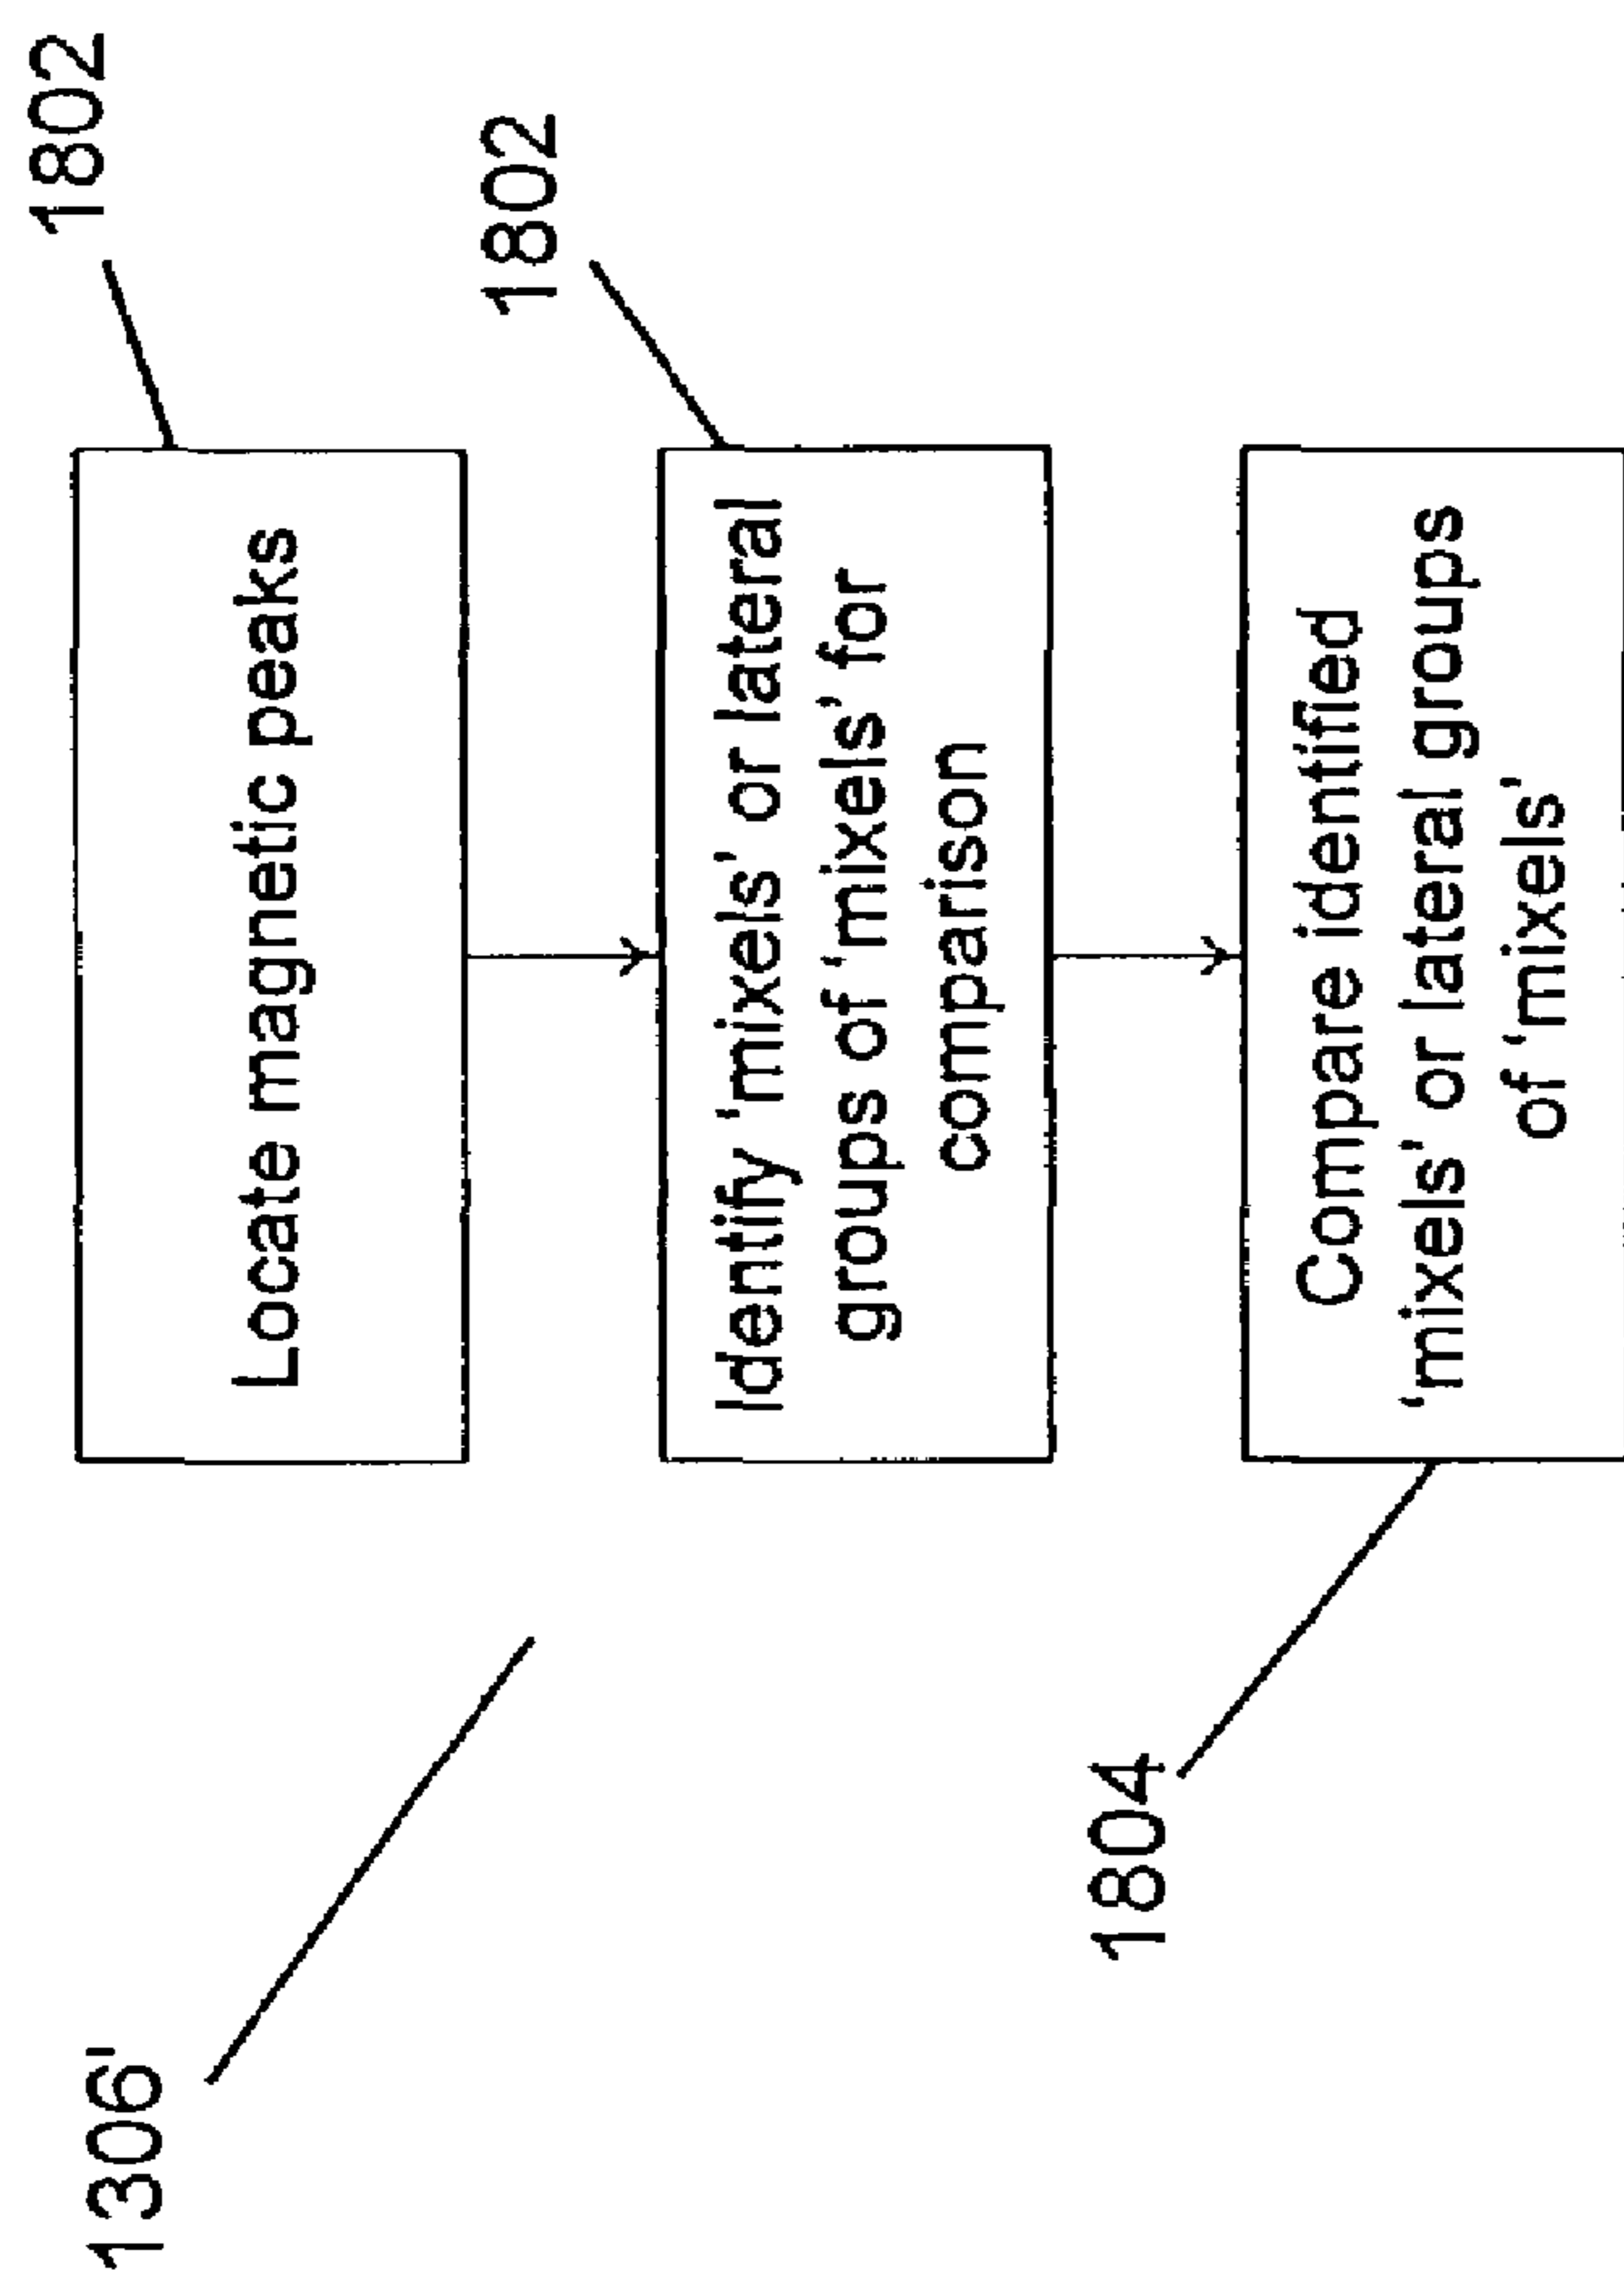 1802
Locate magnetic peaks
1802
Identify ‘mixels’ or lateral
groups of ‘mixels’ for
comparison
Compare identified
‘mixels’ or lateral groups
of ‘mixels’
1306'
1804